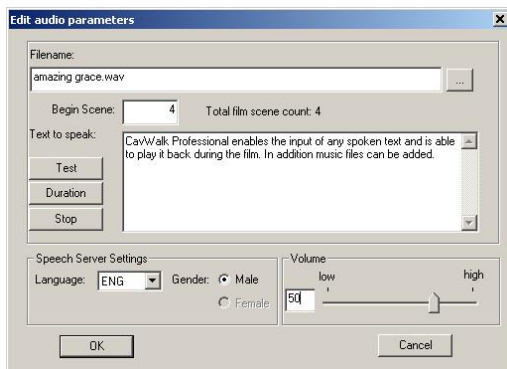 Edit audio parameters
Filename:
amazing grace.wav
...
Begin Scene: 4 Total film scene count: 4
Text to speak:
CavWalk Professional enables the input of any spoken text and is able
to play it back during the film. In addition music files can be added.
Test
Duration
Stop
Speech Server Settings
Language: ENG Gender: Male
Female
Volume
low high
50
OK
Cancel